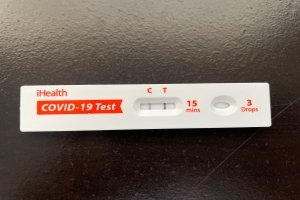 iHealth
C T
COVID-19 Test
15
mins
3
Drops